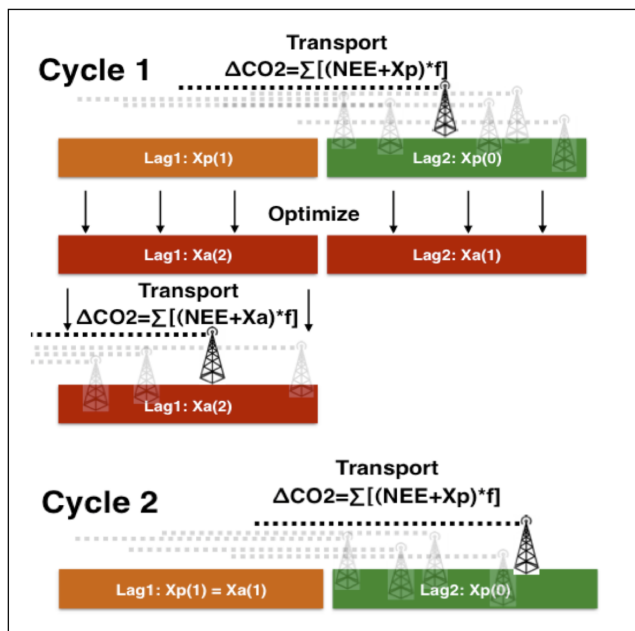 Transport
Cycle 1
ΔCO2=∑[(NEE+Xp)*f]
Lag1: Xp(1)
Lag2: Xp(0)
Optimize
Lag1: Xa(2)
Lag2: Xa(1)
Transport
ΔCO2=∑[(NEE+Xa)*f]
Lag1: Xa(2)
Transport
Cycle 2
ΔCO2=∑[(NEE+Xp)*f]
Lag1: Xp(1) = Xa(1)
Lag2: Xp(0)